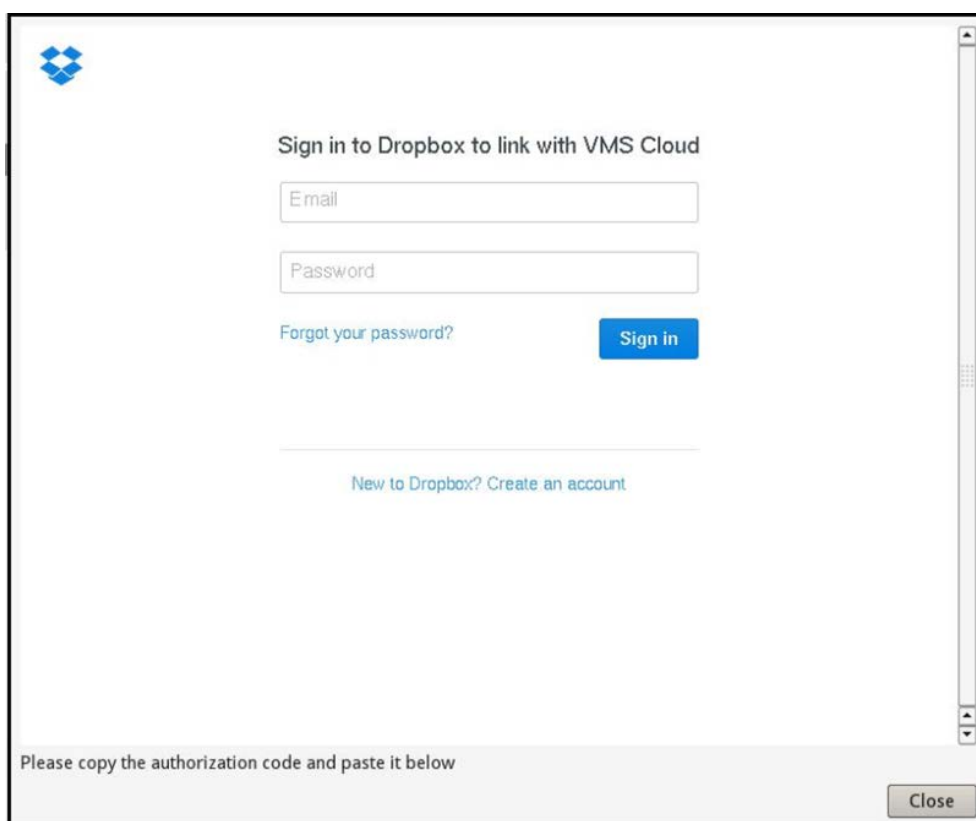 Sign in to Dropbox to link with VMS Cloud
Email
Password
Forgot your password?
Sign in
New to Dropbox? Create an account
Please copy the authorization code and paste it below
Close